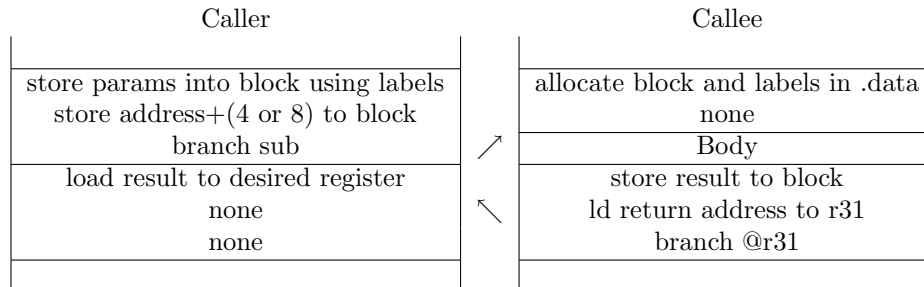 Caller
store params into block using labels
store address+(4 or 8) to block
branch sub
load result to desired register
none
none
Callee
allocate block and labels in .data
none
Body
store result to block
ld return address to r31
branch @r31